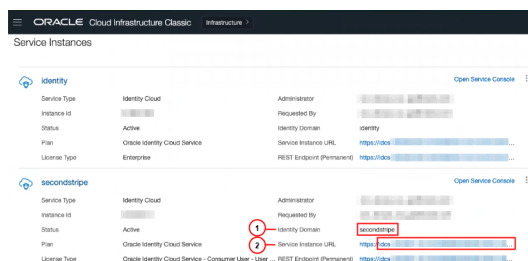 ORACLE Cloud Infrastructure Classic Infrastructure >
Service Instances
identity Open Service Console
Service Type Identity Cloud Administrator
Instance Id Requested By
Status Active Identity Domain identity
Plan Oracle Identity Cloud Service Service Instance URL https://idcs ...
License Type Enterprise REST Endpoint (Permanent) https://idcs ...
secondstripe Open Service Console
Service Type Identity Cloud Administrator
Instance Id Requested By
Status Active 1 Identity Domain secondstripe
Plan Oracle Identity Cloud Service 2 Service Instance URL https://idcs ...
License Type Oracle Identity Cloud Service - Consumer User - User ... REST Endpoint (Permanent) https://idcs ...